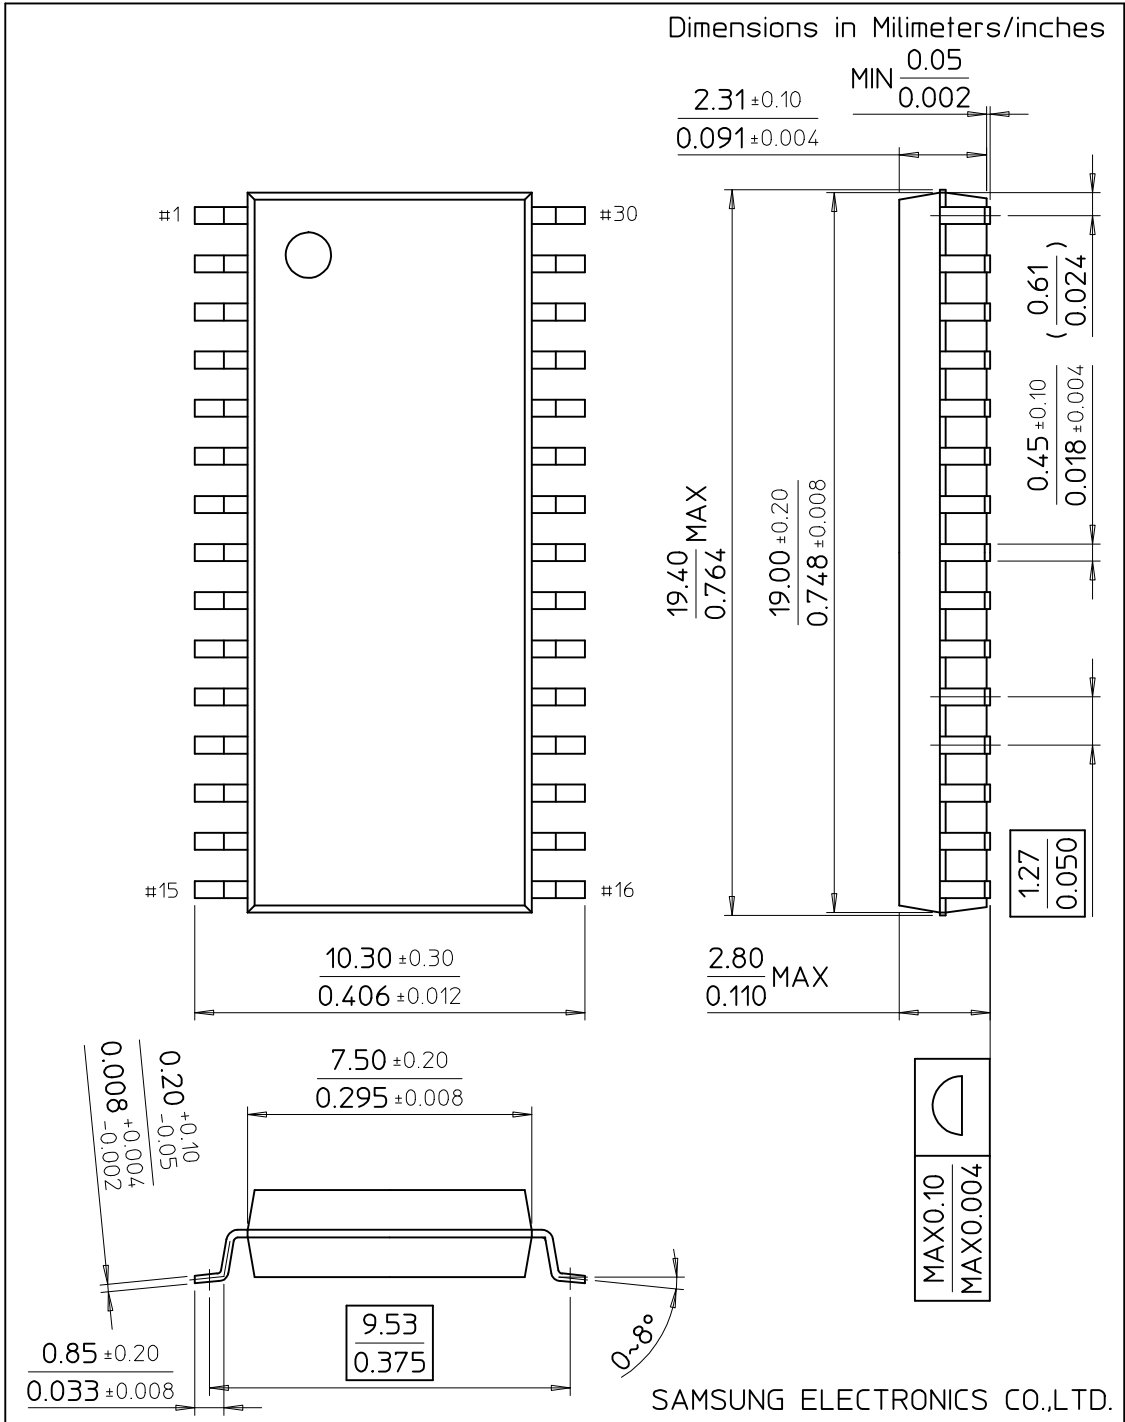 Dimensions in Milimeters/inches
MIN 0.05
0.002
2.31 ±0.10
0.091 ±0.004
#1
#30
( 0.61 )
0.024
0.45 ±0.10
0.018 ±0.004
19.40 MAX
0.764
19.00 ±0.20
0.748 ±0.008
1.27
0.050
#15
#16
10.30 ±0.30
0.406 ±0.012
2.80 MAX
0.110
0.20 +0.10 -0.05
0.008 +0.004 -0.002
7.50 ±0.20
0.295 ±0.008
MAX0.10
MAX0.004
9.53
0.375
0~8°
0.85 ±0.20
0.033 ±0.008
SAMSUNG ELECTRONICS CO.,LTD.